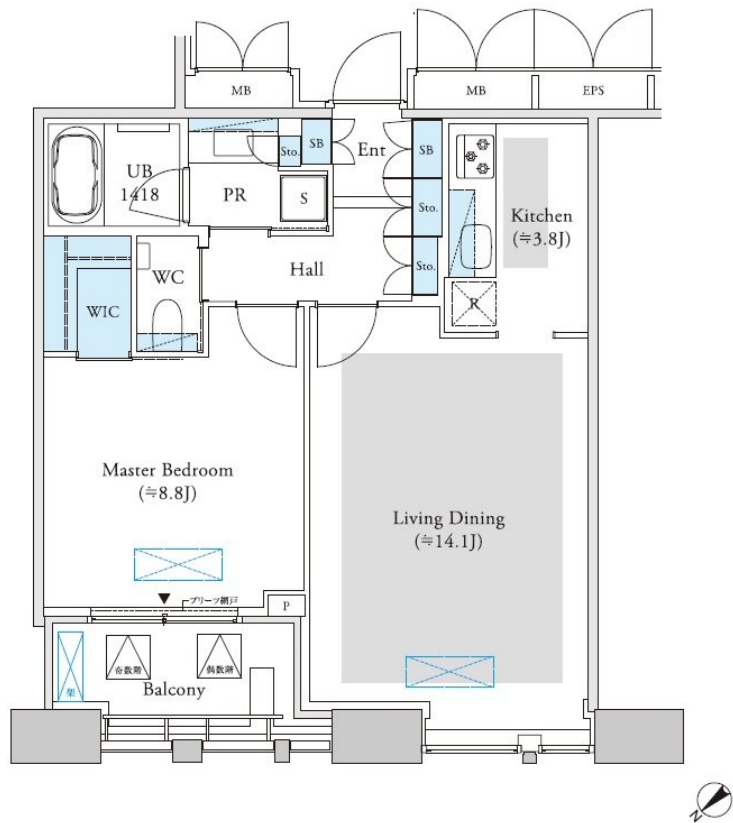 MB
MB
EPS
UB
1418
PR
Sto.
SB
S
Ent
SB
Sto.
Sto.
Kitchen
(≒3.8J)
Hall
WC
WIC
R
Master Bedroom
(≒8.8J)
Living Dining
(≒14.1J)
プリーツ網戸
P
奇数階
偶数階
Balcony
架
N